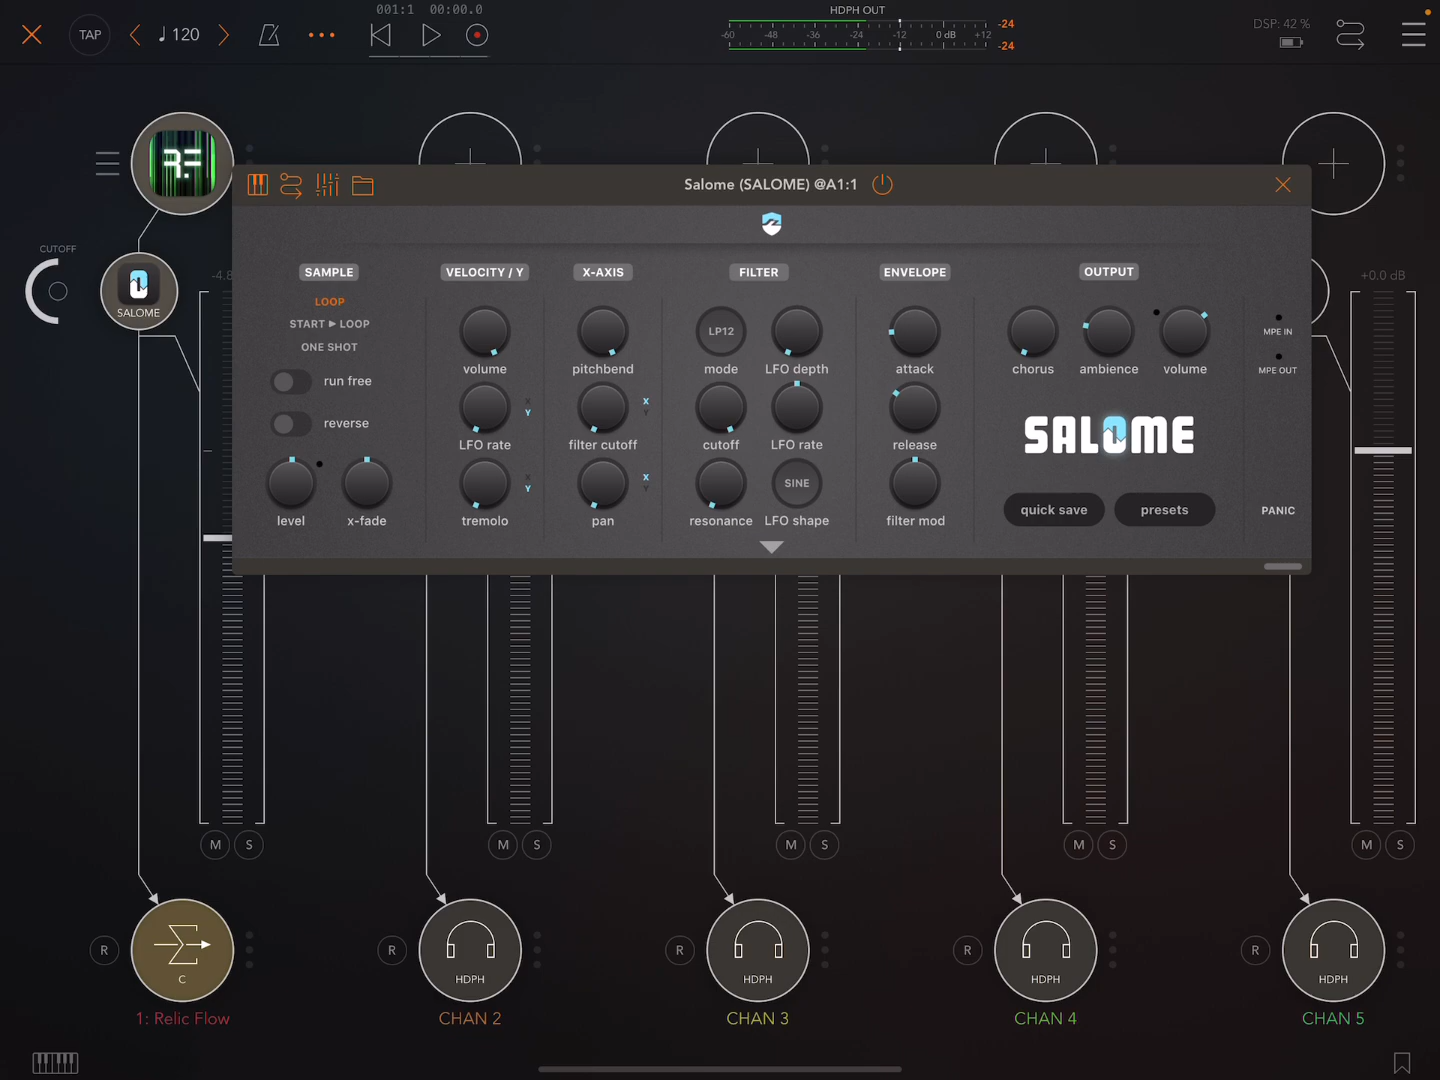 001:1 00:00.0
HDPH OUT
TAP
120
-60 -48 -36 -24 -12 0 dB +12
-24
-24
DSP: 42 %
R.F
CUTOFF
SALOME
-4.8
+0.0 dB
Salome (SALOME) @A1:1
SAMPLE
VELOCITY / Y
X-AXIS
FILTER
ENVELOPE
OUTPUT
LOOP
START ▶ LOOP
ONE SHOT
run free
reverse
level
x-fade
volume
LFO rate
X
Y
tremolo
Y
pitchbend
filter cutoff
X
Y
pan
X
Y
LP12
mode
LFO depth
cutoff
LFO rate
resonance
SINE
LFO shape
attack
release
filter mod
chorus
ambience
volume
MPE IN
MPE OUT
SALOME
quick save
presets
PANIC
M S
M S
M S
M S
M S
R
C
R
HDPH
R
HDPH
R
HDPH
R
HDPH
1: Relic Flow
CHAN 2
CHAN 3
CHAN 4
CHAN 5